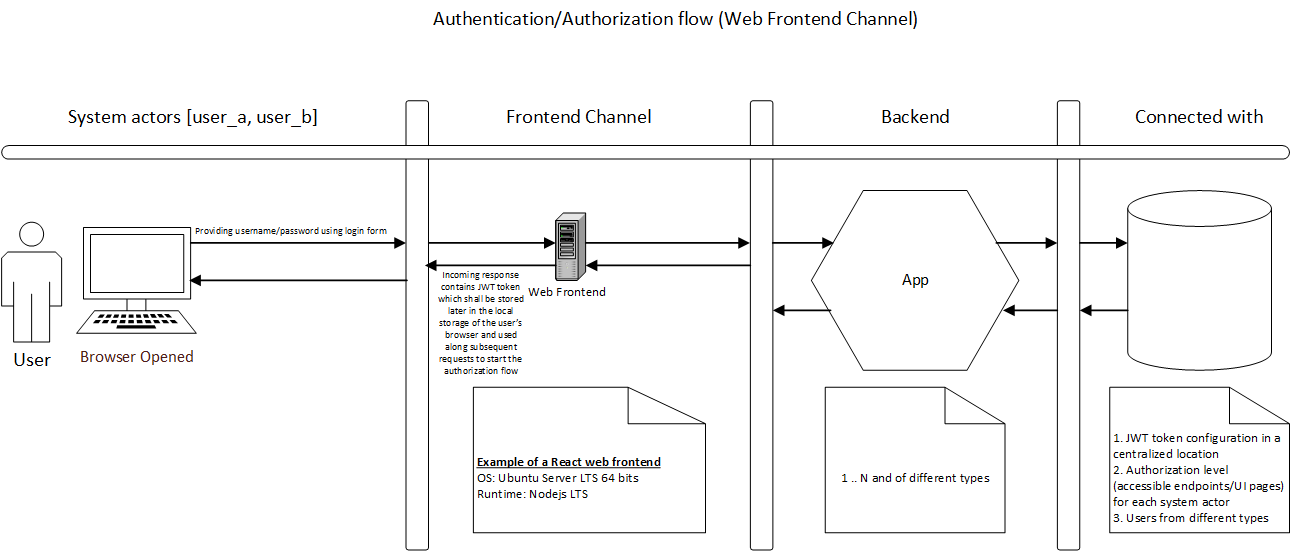 Authentication/Authorization flow (Web Frontend Channel)
System actors [user_a, user_b]
Frontend Channel
Backend
Connected with
Providing username/password using login form
User
Browser Opened
Web Frontend
Incoming response
contains JWT token
which shall be stored
later in the local
storage of the user's
browser and used
along subsequent
requests to start the
authorization flow
App
Example of a React web frontend
OS: Ubuntu Server LTS 64 bits
Runtime: Nodejs LTS
1 .. N and of different types
1. JWT token configuration in a
centralized location
2. Authorization level
(accessible endpoints/UI pages)
for each system actor
3. Users from different types